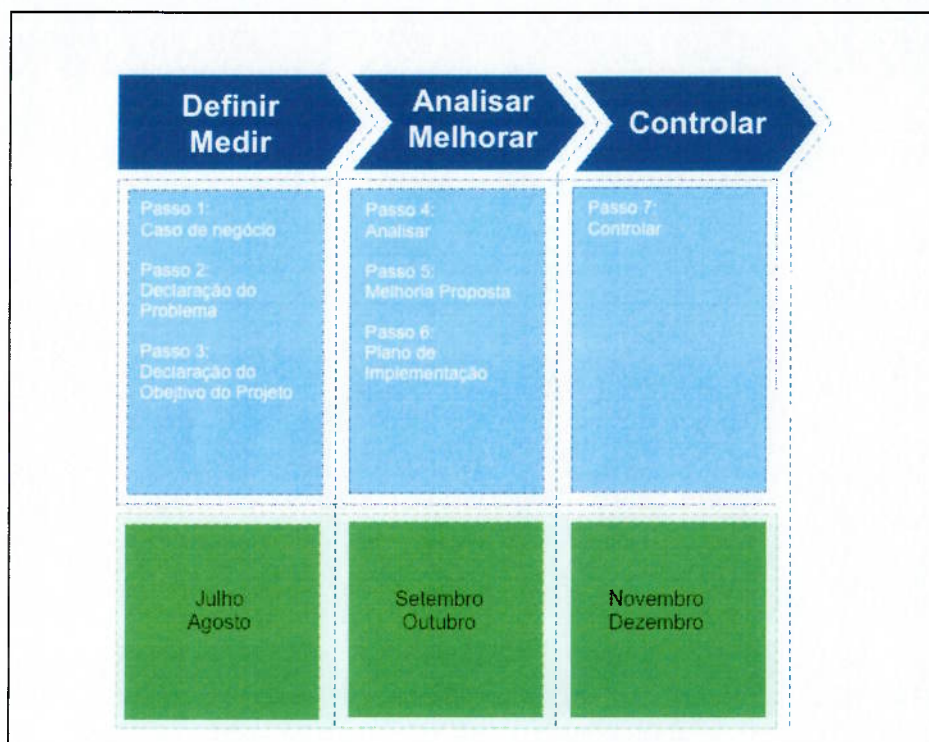 Definir
Medir
Analisar
Melhorar
Controlar
Passo 1:
Caso de negócio
Passo 2:
Declaração do
Problema
Passo 3:
Declaração do
Obejtivo do Projeto
Passo 4:
Analisar
Passo 5:
Melhoria Proposta
Passo 6:
Plano de
Implementação
Passo 7:
Controlar
Julho
Agosto
Setembro
Outubro
Novembro
Dezembro